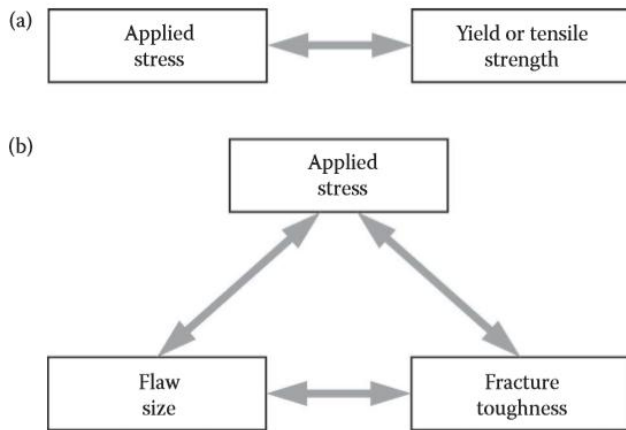 (a)
Applied
stress
Yield or tensile
strength
(b)
Applied
stress
Flaw
size
Fracture
toughness